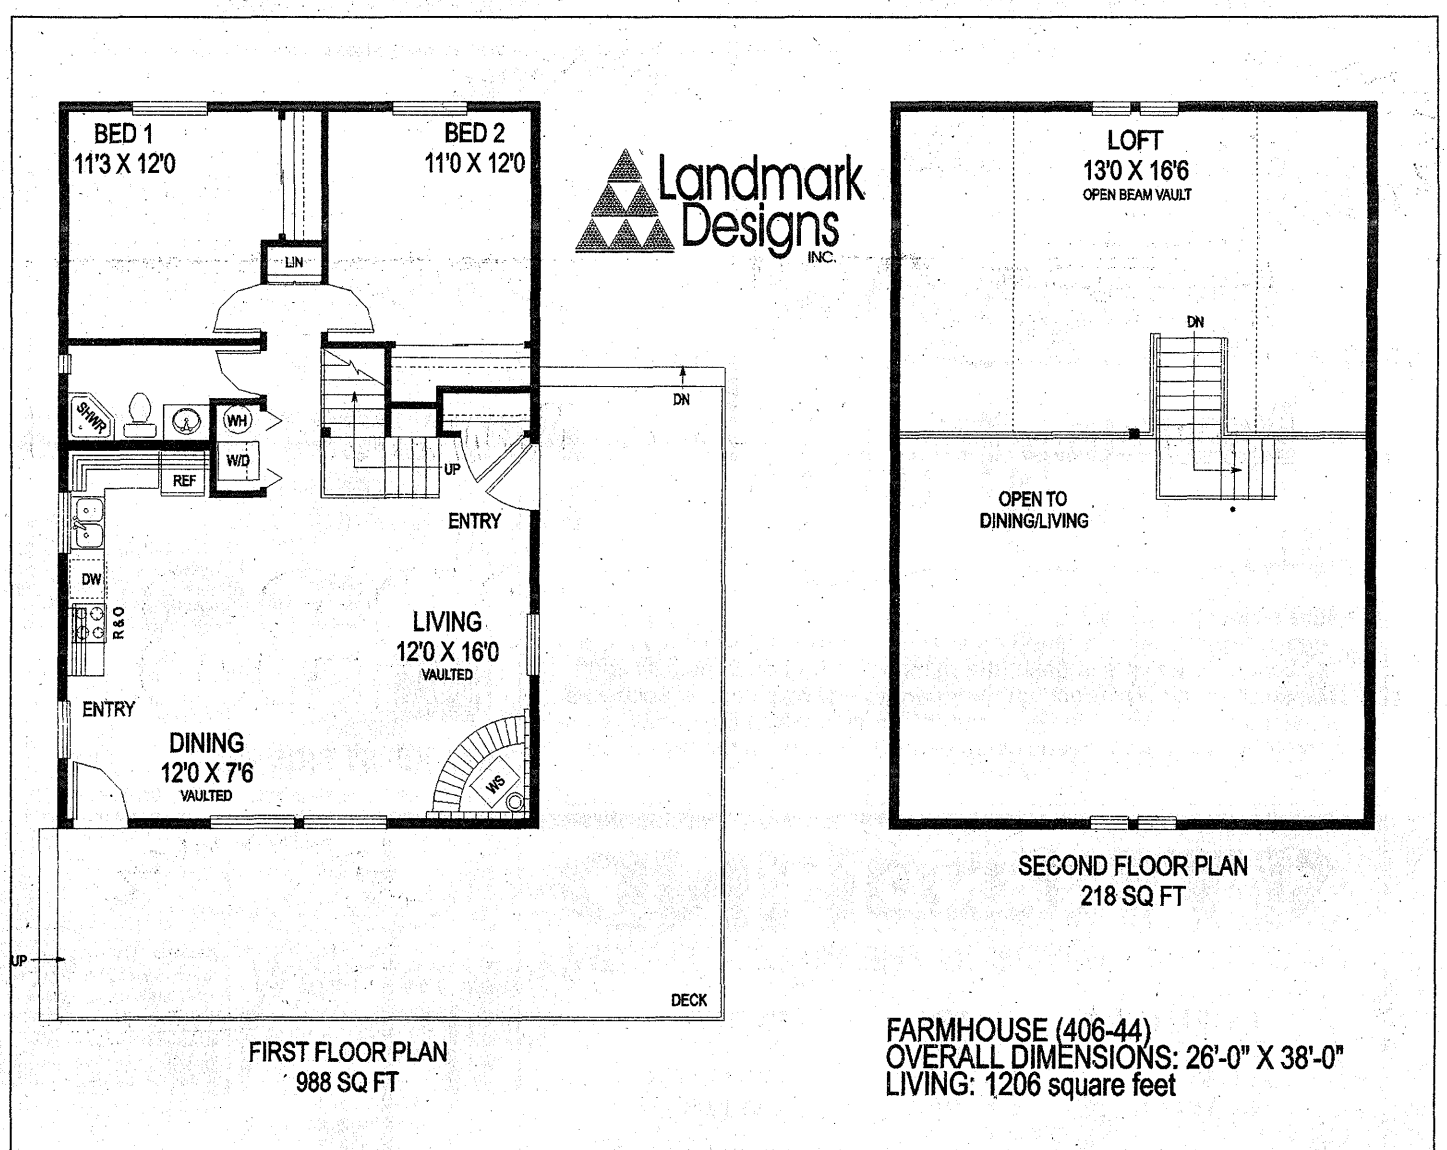 BED 1
11'3 X 12'0
BED 2
11'0 X 12'0
LIN
SHWR
WH
W/D
REF
UP
DN
ENTRY
DW
R & O
LIVING
12'0 X 16'0
VAULTED
ENTRY
DINING
12'0 X 7'6
VAULTED
WS
UP
DECK
FIRST FLOOR PLAN
988 SQ FT
Landmark
Designs
INC.
LOFT
13'0 X 16'6
OPEN BEAM VAULT
DN
OPEN TO
DINING/LIVING
SECOND FLOOR PLAN
218 SQ FT
FARMHOUSE (406-44)
OVERALL DIMENSIONS: 26'-0" X 38'-0"
LIVING: 1206 square feet